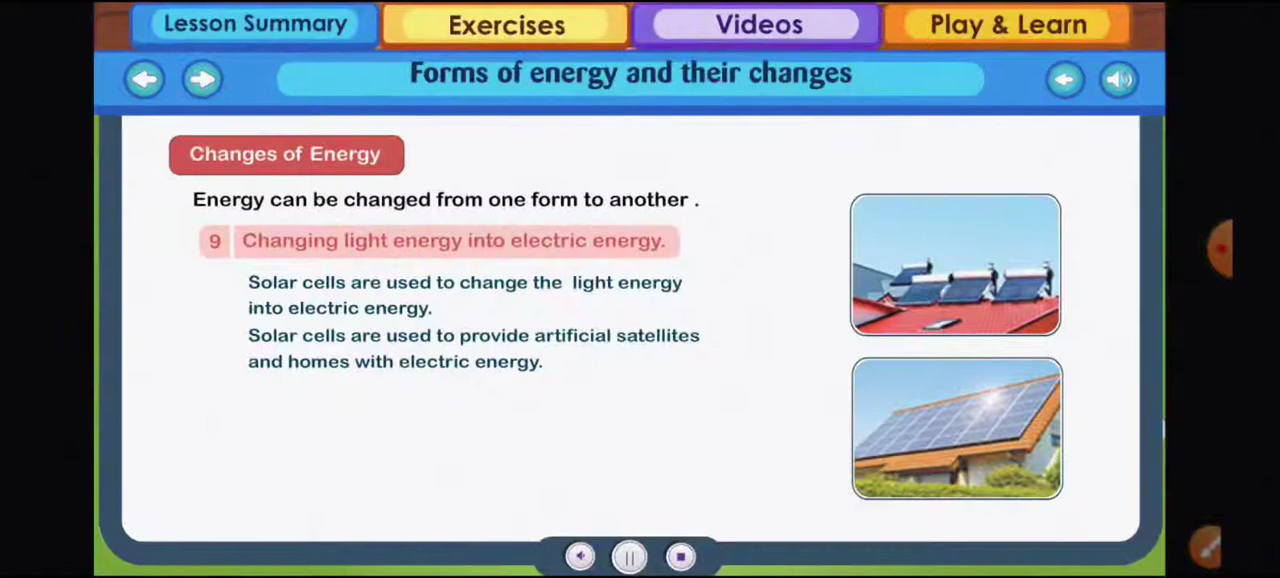 Lesson Summary
Exercises
Videos
Play & Learn
Forms of energy and their changes
Changes of Energy
Energy can be changed from one form to another .
9 Changing light energy into electric energy.
Solar cells are used to change the light energy
into electric energy.
Solar cells are used to provide artificial satellites
and homes with electric energy.